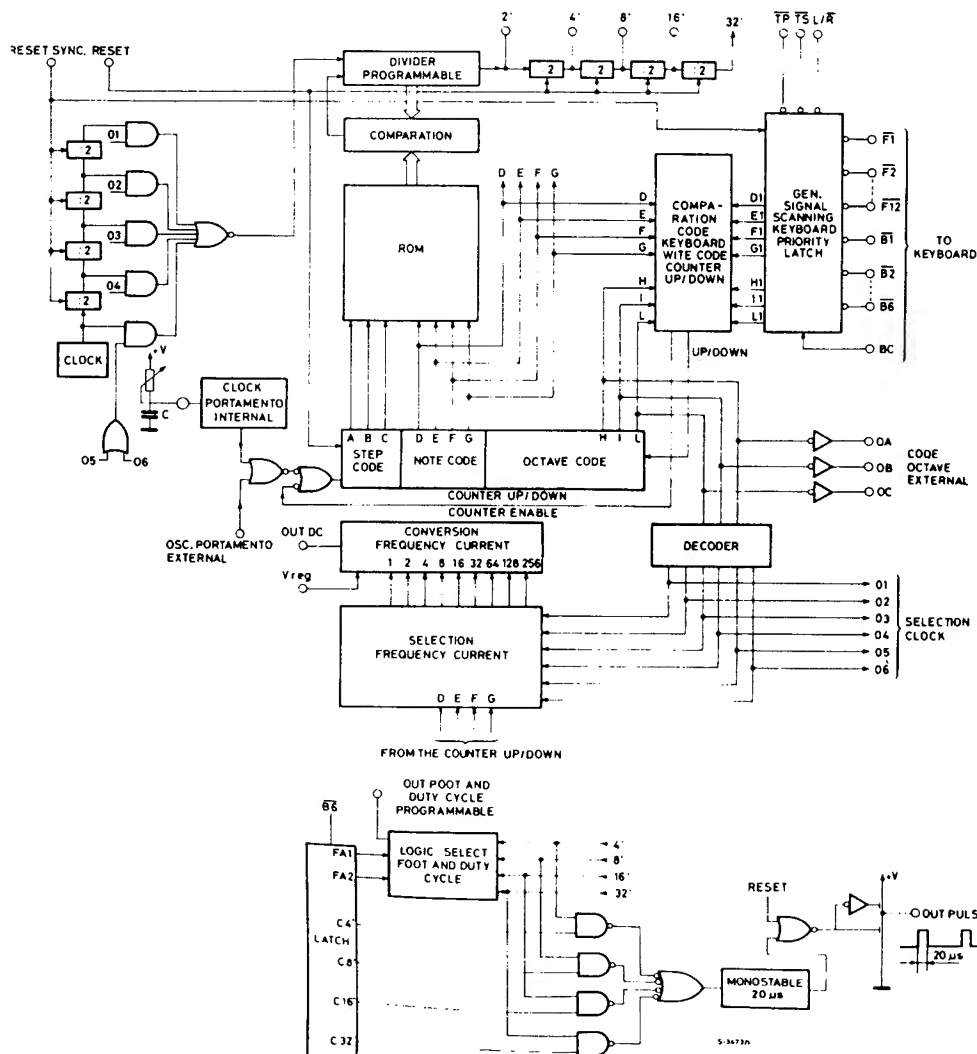 2' 4' 8' 16' 32'
TP TS L/R
RESET SYNC. RESET
DIVIDER
PROGRAMMABLE
:2 :2 :2 :2
COMPARATION
ROM
01
02
03
04
:2
:2
:2
:2
CLOCK
+V
C
05 06
CLOCK
PORTAMENTO
INTERNAL
OSC. PORTAMENTO
EXTERNAL
D E F G
D
E
F
G
H
I
L
COMPA-
RATION
CODE
KEYBOARD
WITE CODE
COUNTER
UP/DOWN
D1
E1
F1
G1
H1
I1
L1
GEN.
SIGNAL
SCANNING
KEYBOARD
PRIORITY
LATCH
F1
F2
F12
B1
B2
B6
BC
TO
KEYBOARD
UP/DOWN
A B C D E F G H I L
STEP
CODE
NOTE CODE
OCTAVE CODE
COUNTER UP/DOWN
COUNTER ENABLE
OA
OB
OC
CODE
OCTAVE
EXTERNAL
OUT DC
Vreg
CONVERSION
FREQUENCY CURRENT
1 2 4 8 16 32 64 128 256
SELECTION
FREQUENCY CURRENT
D E F G
FROM THE COUNTER UP/DOWN
DECODER
01
02
03
04
05
06
SELECTION
CLOCK
OUT POOT AND
DUTY CYCLE
PROGRAMMABLE
B6
FA1
FA2
C4'
LATCH
C8'
C16'
C32'
LOGIC SELECT
FOOT AND DUTY
CYCLE
4'
8'
16'
32'
MONOSTABLE
20 µs
RESET
+V
OUT PULS
20 µs